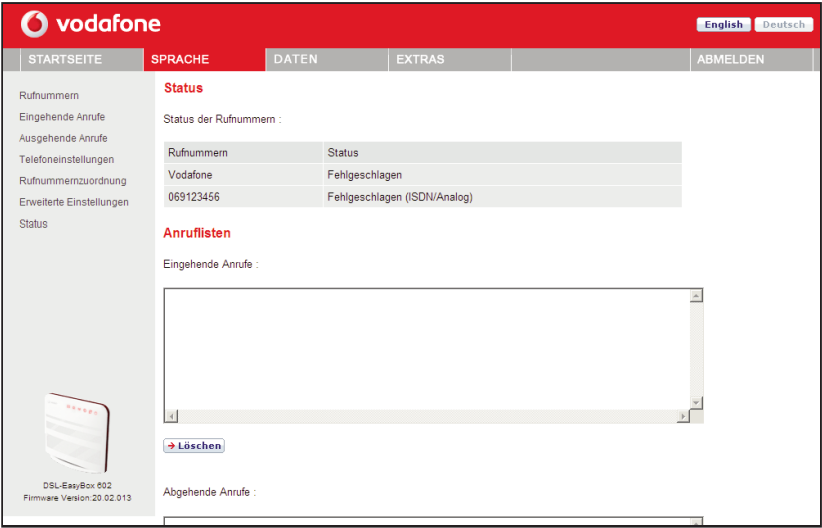 vodafone
English Deutsch
STARTSEITE SPRACHE DATEN EXTRAS ABMELDEN
Rufnummern
Eingehende Anrufe
Ausgehende Anrufe
Telefoneinstellungen
Rufnummernzuordnung
Erweiterte Einstellungen
Status
DSL-EasyBox 602
Firmware Version:20.02.013
Status
Status der Rufnummern :
Rufnummern Status
Vodafone Fehlgeschlagen
069123456 Fehlgeschlagen (ISDN/Analog)
Anruflisten
Eingehende Anrufe :
Löschen
Abgehende Anrufe :